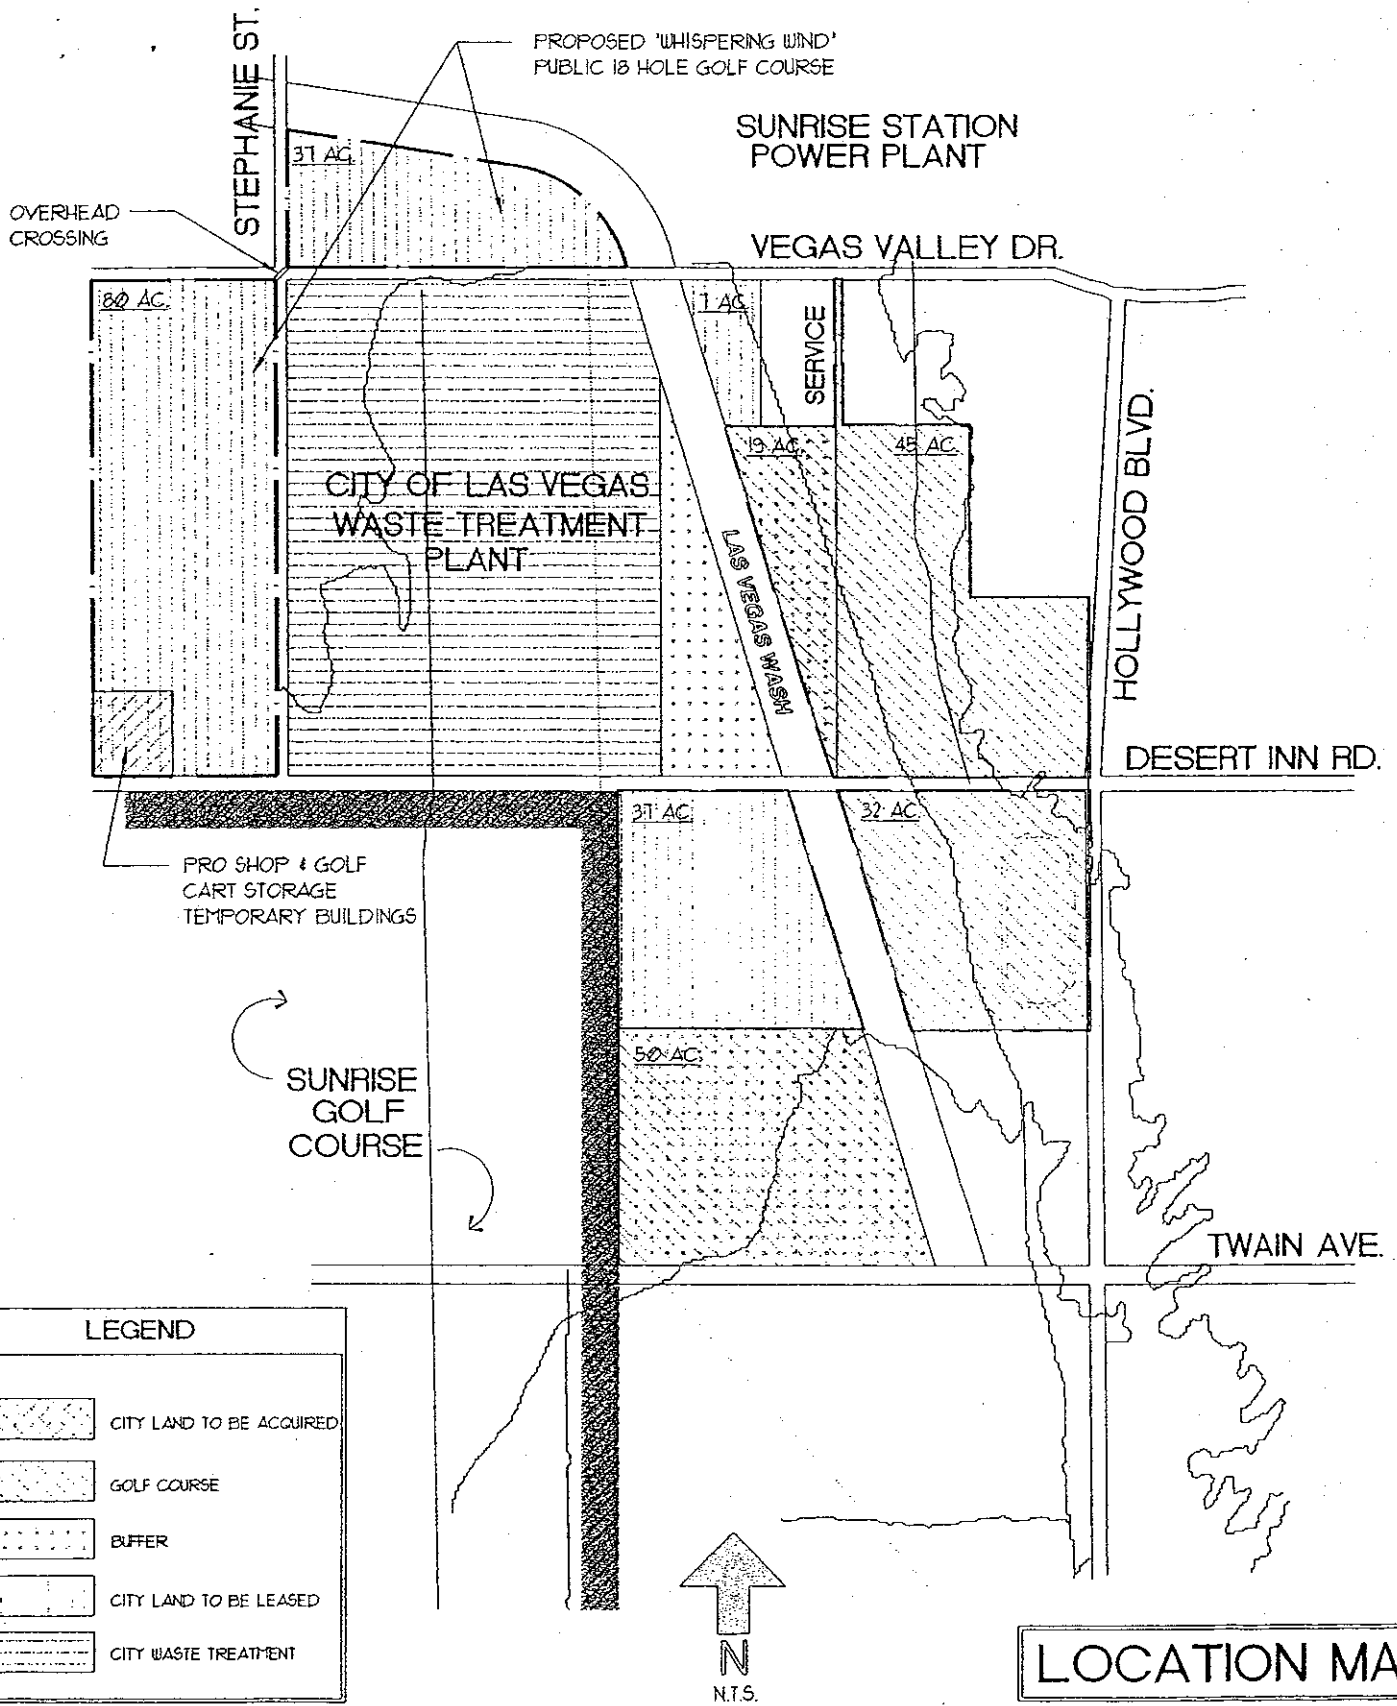 STEPHANIE ST.
PROPOSED 'WHISPERING WIND'
PUBLIC 18 HOLE GOLF COURSE
SUNRISE STATION
POWER PLANT
37 AC.
OVERHEAD
CROSSING
VEGAS VALLEY DR.
80 AC.
7 AC.
SERVICE
19 AC.
45 AC.
HOLLYWOOD BLVD.
CITY OF LAS VEGAS
WASTE TREATMENT
PLANT
LAS VEGAS WASH
DESERT INN RD.
37 AC.
32 AC.
PRO SHOP & GOLF
CART STORAGE
TEMPORARY BUILDINGS
50 AC.
SUNRISE
GOLF
COURSE
TWAIN AVE.
LEGEND
CITY LAND TO BE ACQUIRED
GOLF COURSE
BUFFER
CITY LAND TO BE LEASED
CITY WASTE TREATMENT
N
N.T.S.
LOCATION MA